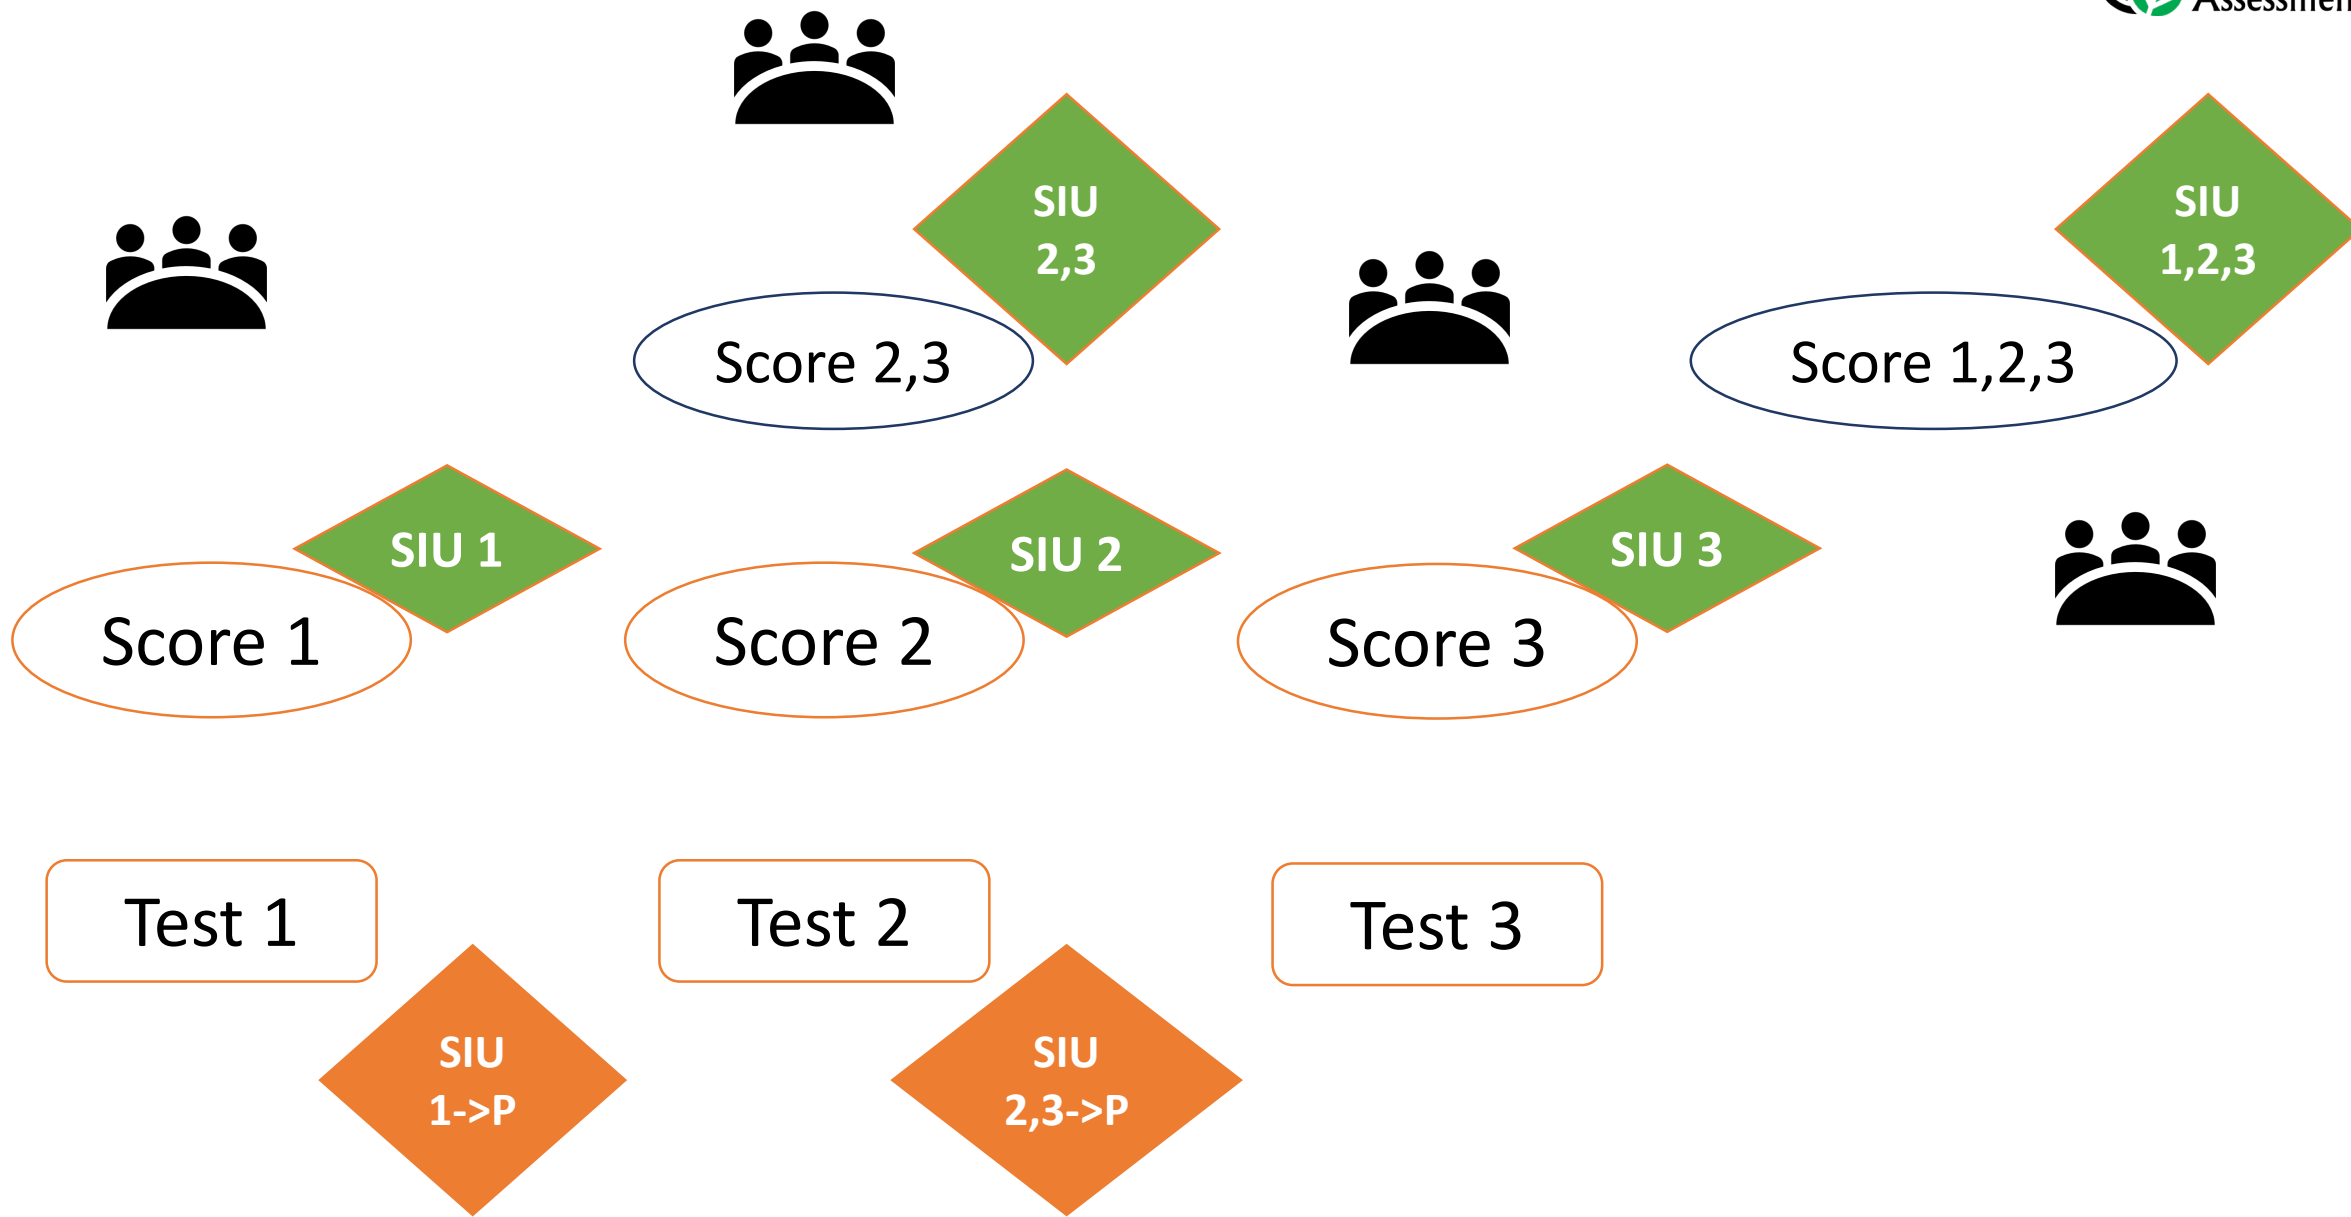 SIU
2,3
SIU
1,2,3
Score 2,3
Score 1,2,3
SIU 1
SIU 2
SIU 3
Score 1
Score 2
Score 3
Test 1
Test 2
Test 3
SIU
1->P
SIU
2,3->P